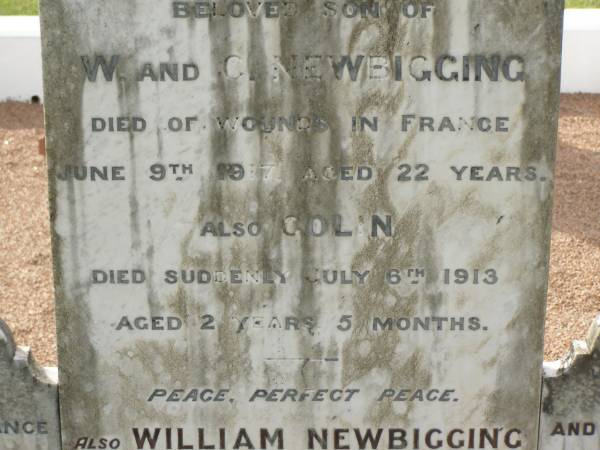 BELOVED SON OF
W. AND C. NEWBIGGING
DIED OF WOUNDS IN FRANCE
JUNE 9TH 1917, AGED 22 YEARS.
ALSO COLIN
DIED SUDDENLY JULY 6TH 1913
AGED 2 YEARS 5 MONTHS.
PEACE, PERFECT PEACE.
ALSO WILLIAM NEWBIGGING
AND